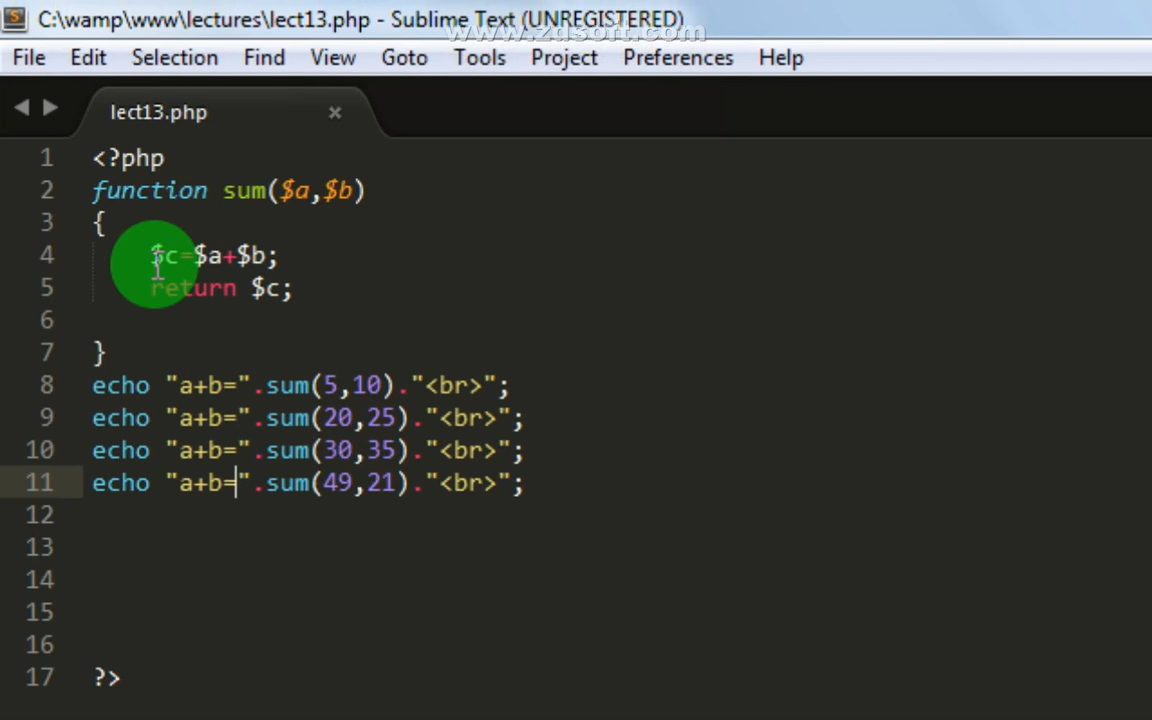 C:\wamp\www\lectures\lect13.php - Sublime Text (UNREGISTERED)
www.zdsoft.com
File Edit Selection Find View Goto Tools Project Preferences Help
lect13.php ×
1 <?php
2 function sum($a,$b)
3 {
4 $c=$a+$b;
5 return $c;
6
7 }
8 echo "a+b=".sum(5,10)."<br>";
9 echo "a+b=".sum(20,25)."<br>";
10 echo "a+b=".sum(30,35)."<br>";
11 echo "a+b=".sum(49,21)."<br>";
12
13
14
15
16
17 ?>